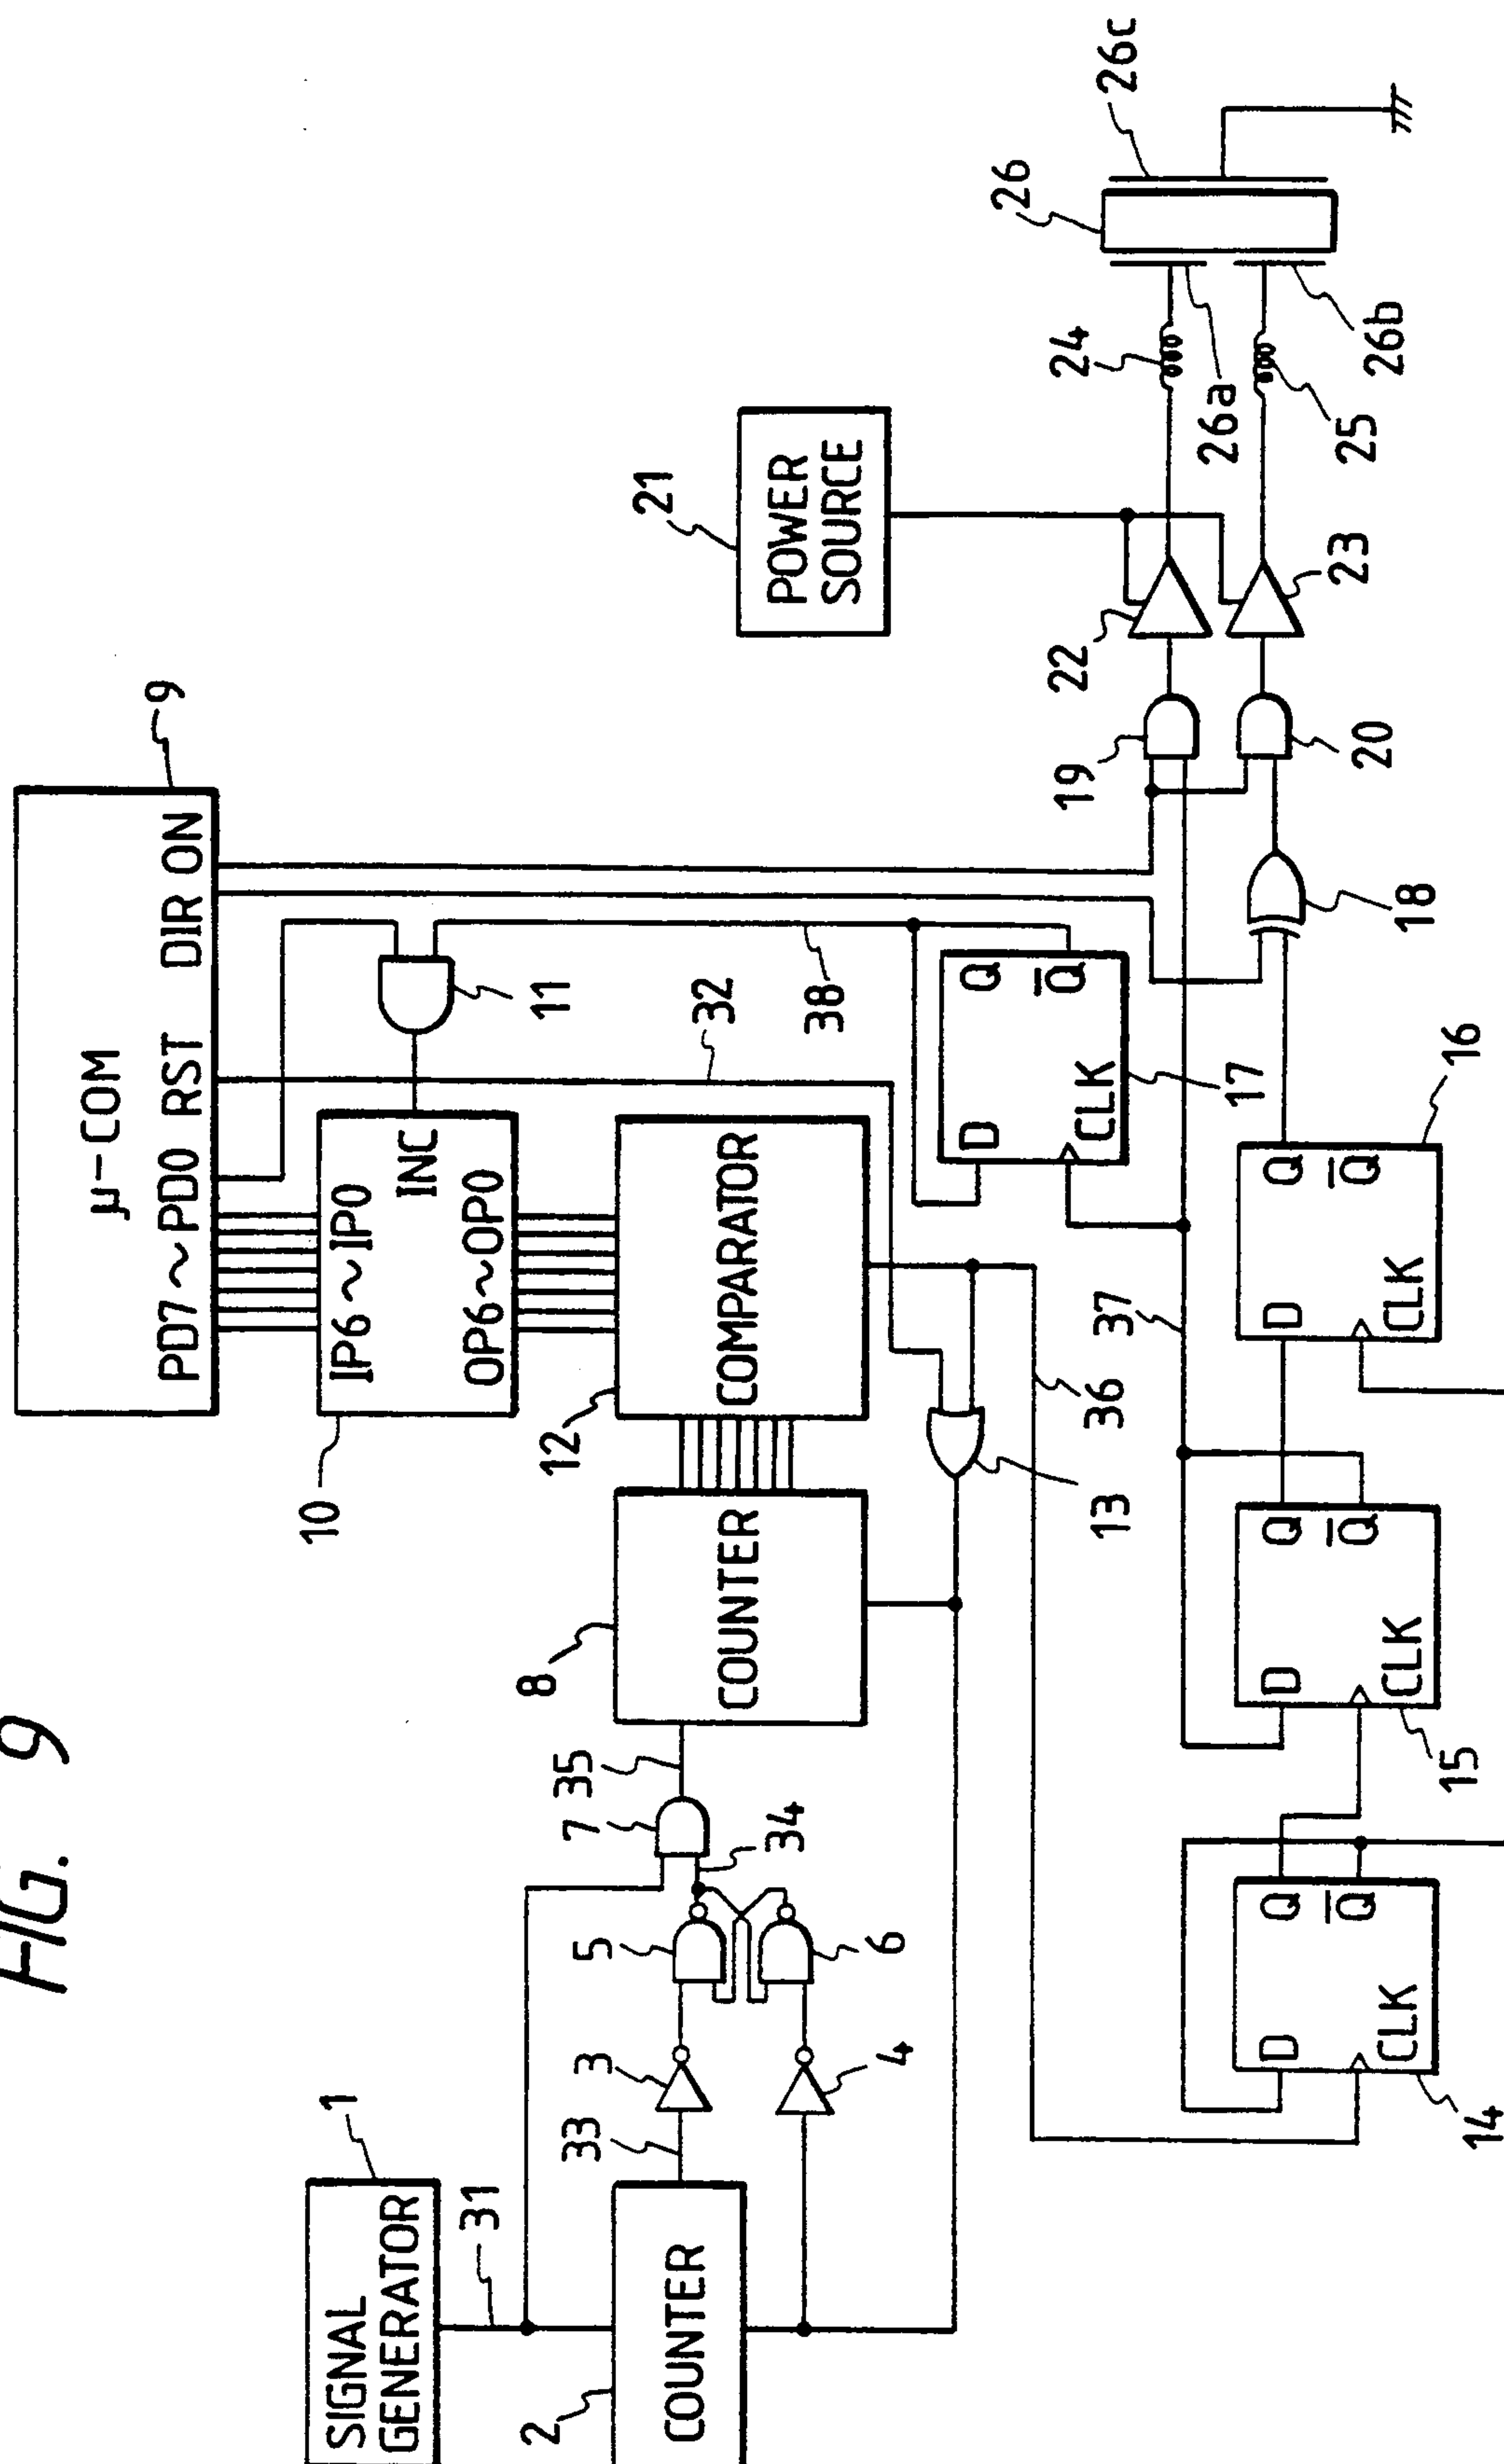 FIG. 9
SIGNAL
GENERATOR
1
31
COUNTER
2
33
3
4
5
6
34
7
35
COUNTER
8
μ-COM
PD7~PD0 RST DIR ON
9
IP6~IP0
INC
OP6~OP0
10
11
COMPARATOR
12
32
38
13
36
37
D
Q
Q
CLK
14
D
Q
Q
CLK
15
D
Q
Q
CLK
16
D
Q
Q
CLK
17
18
19
20
POWER
SOURCE
21
22
23
24
25
26
26a
26b
26c